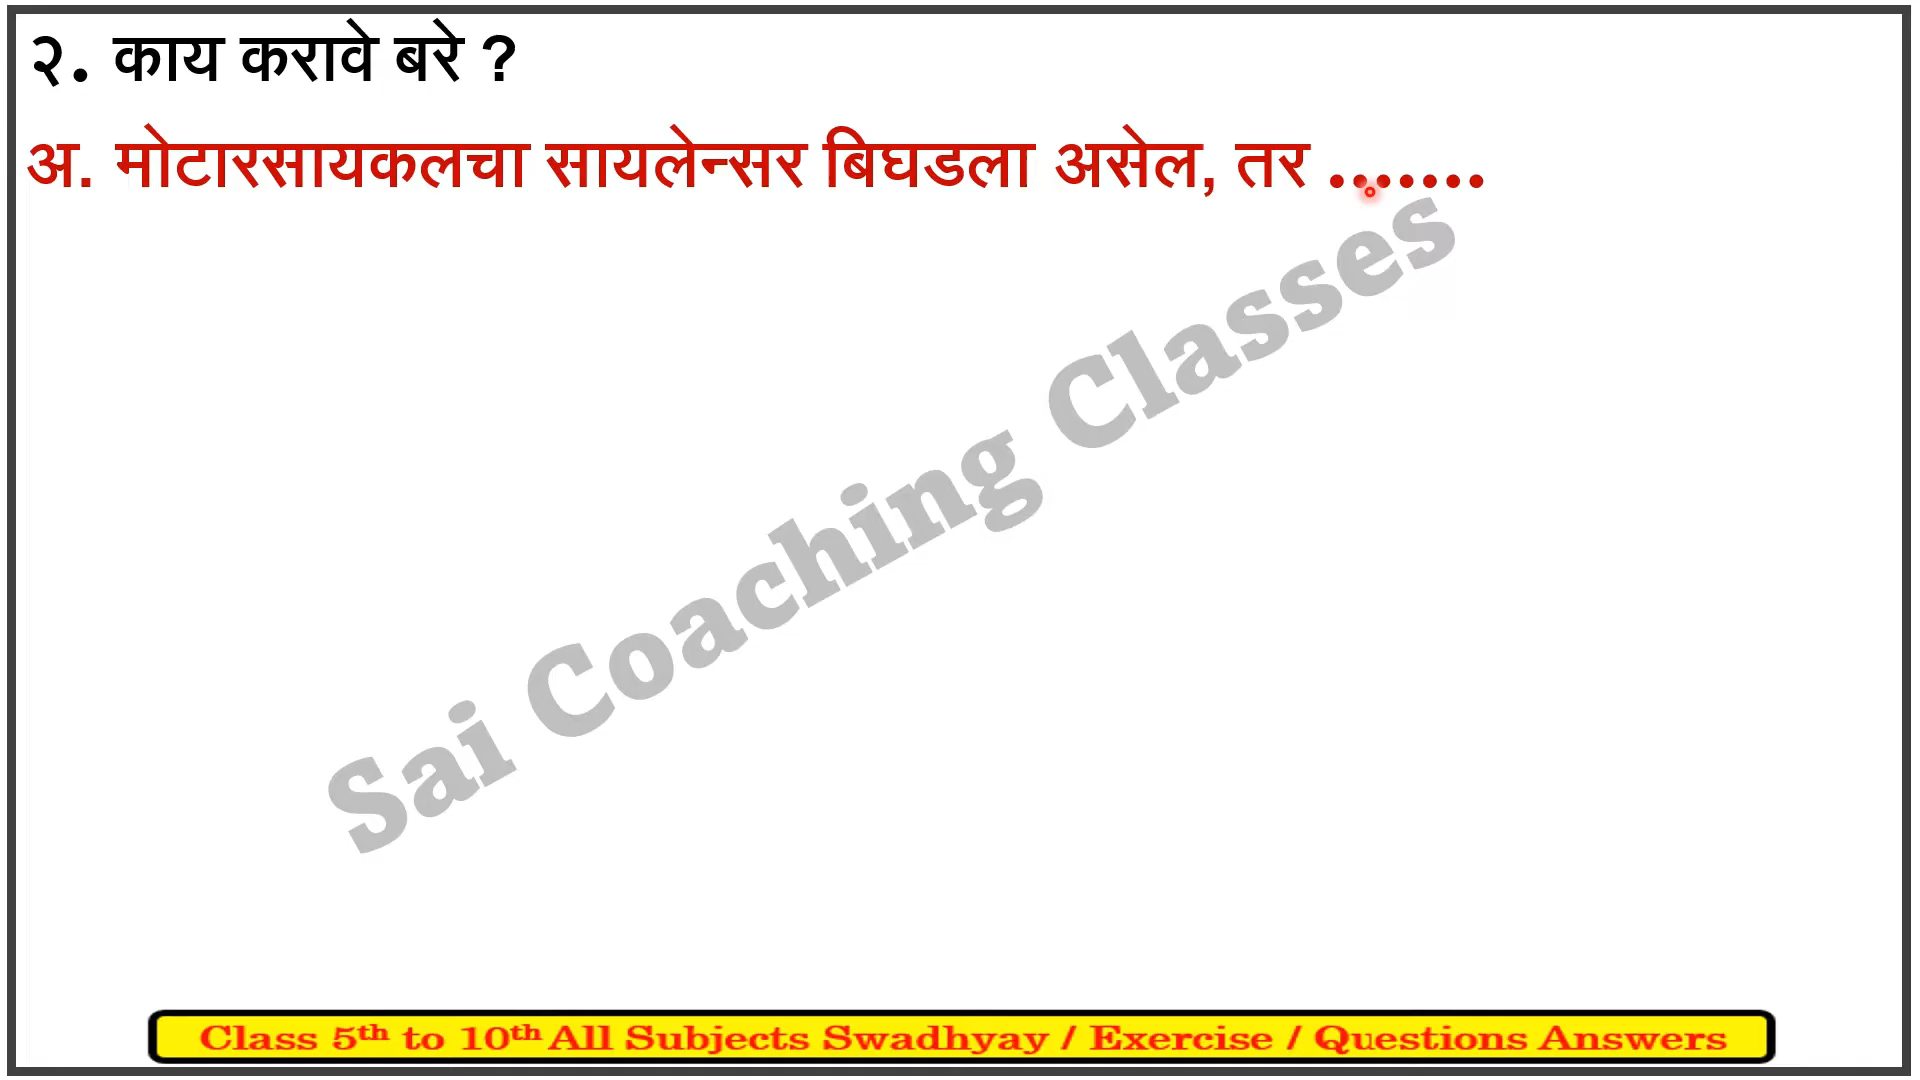 २. काय करावे बरे ?
अ. मोटारसायकलचा सायलेन्सर बिघडला असेल, तर .......
Sai Coaching Classes
Class 5th to 10th All Subjects Swadhyay / Exercise / Questions Answers